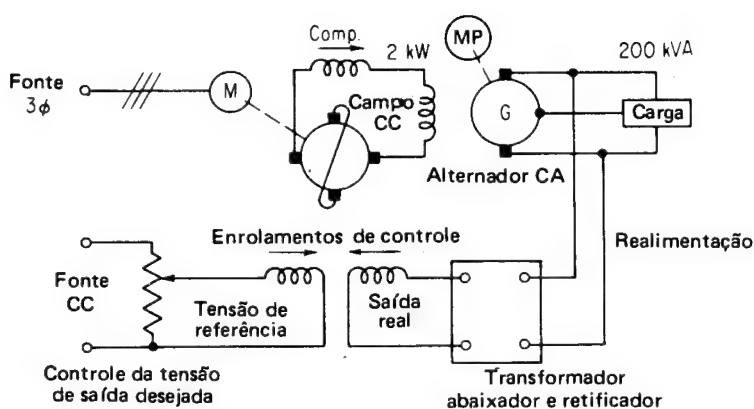 Comp.
2 kW
MP
200 kVA
Fonte
3ϕ
M
Campo
CC
G
Carga
Alternador CA
Enrolamentos de controle
Realimentação
Fonte
CC
Tensão de
referência
Saída
real
Controle da tensão
de saída desejada
Transformador
abaixador e retificador